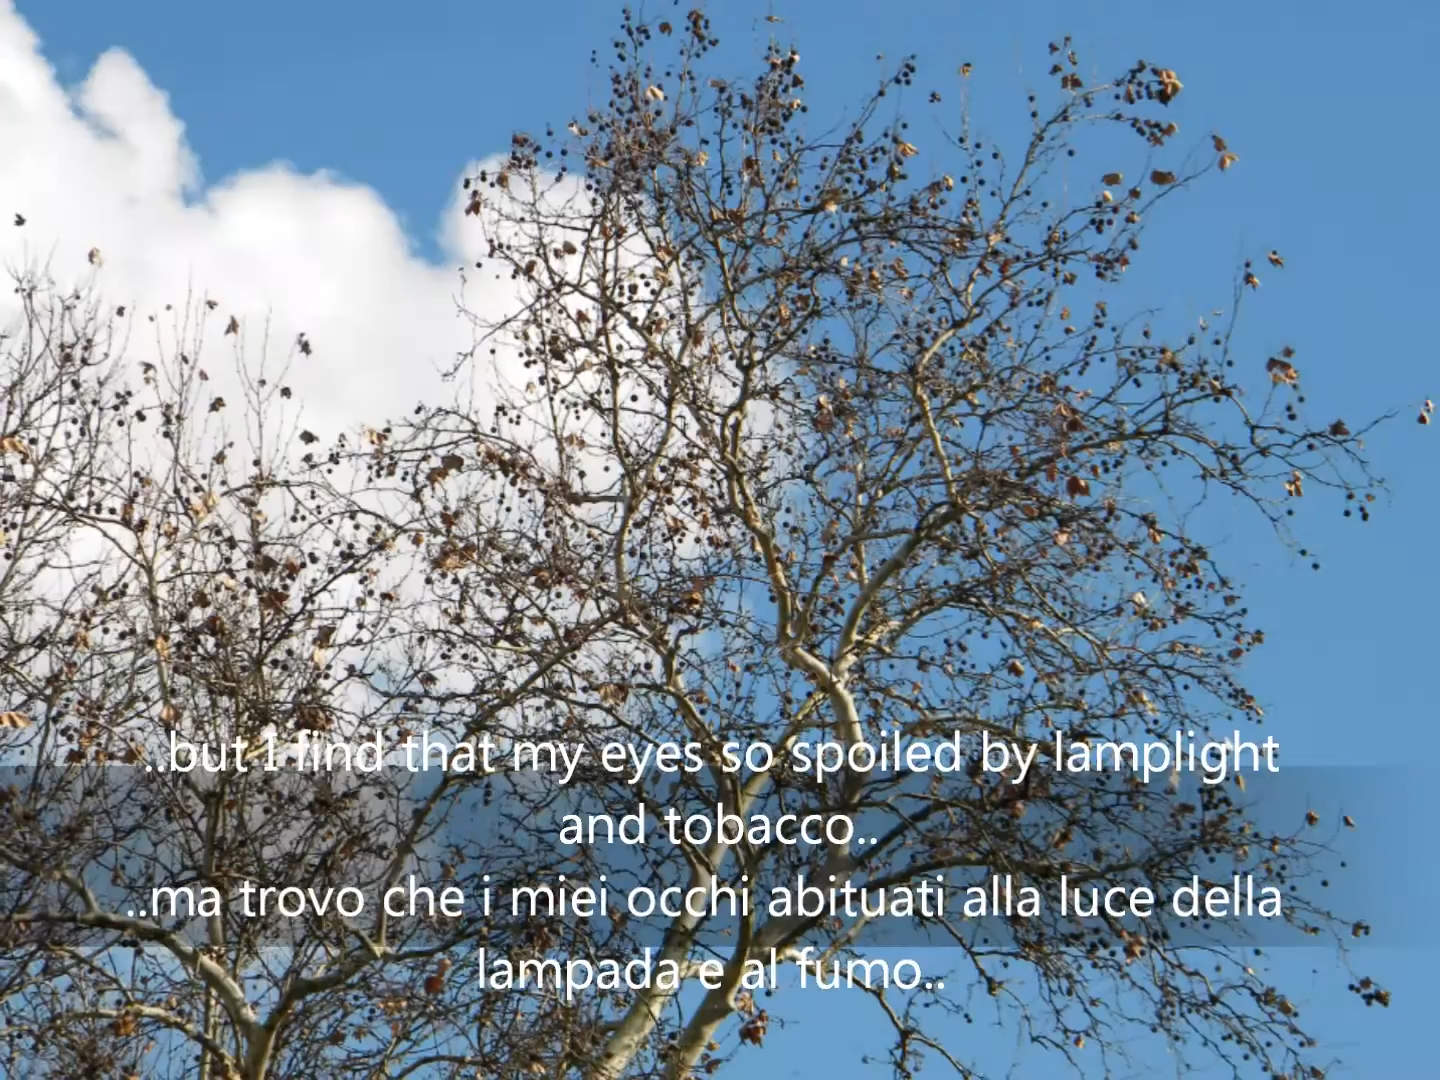 ..but I find that my eyes so spoiled by lamplight
and tobacco..
..ma trovo che i miei occhi abituati alla luce della
lampada e al fumo..